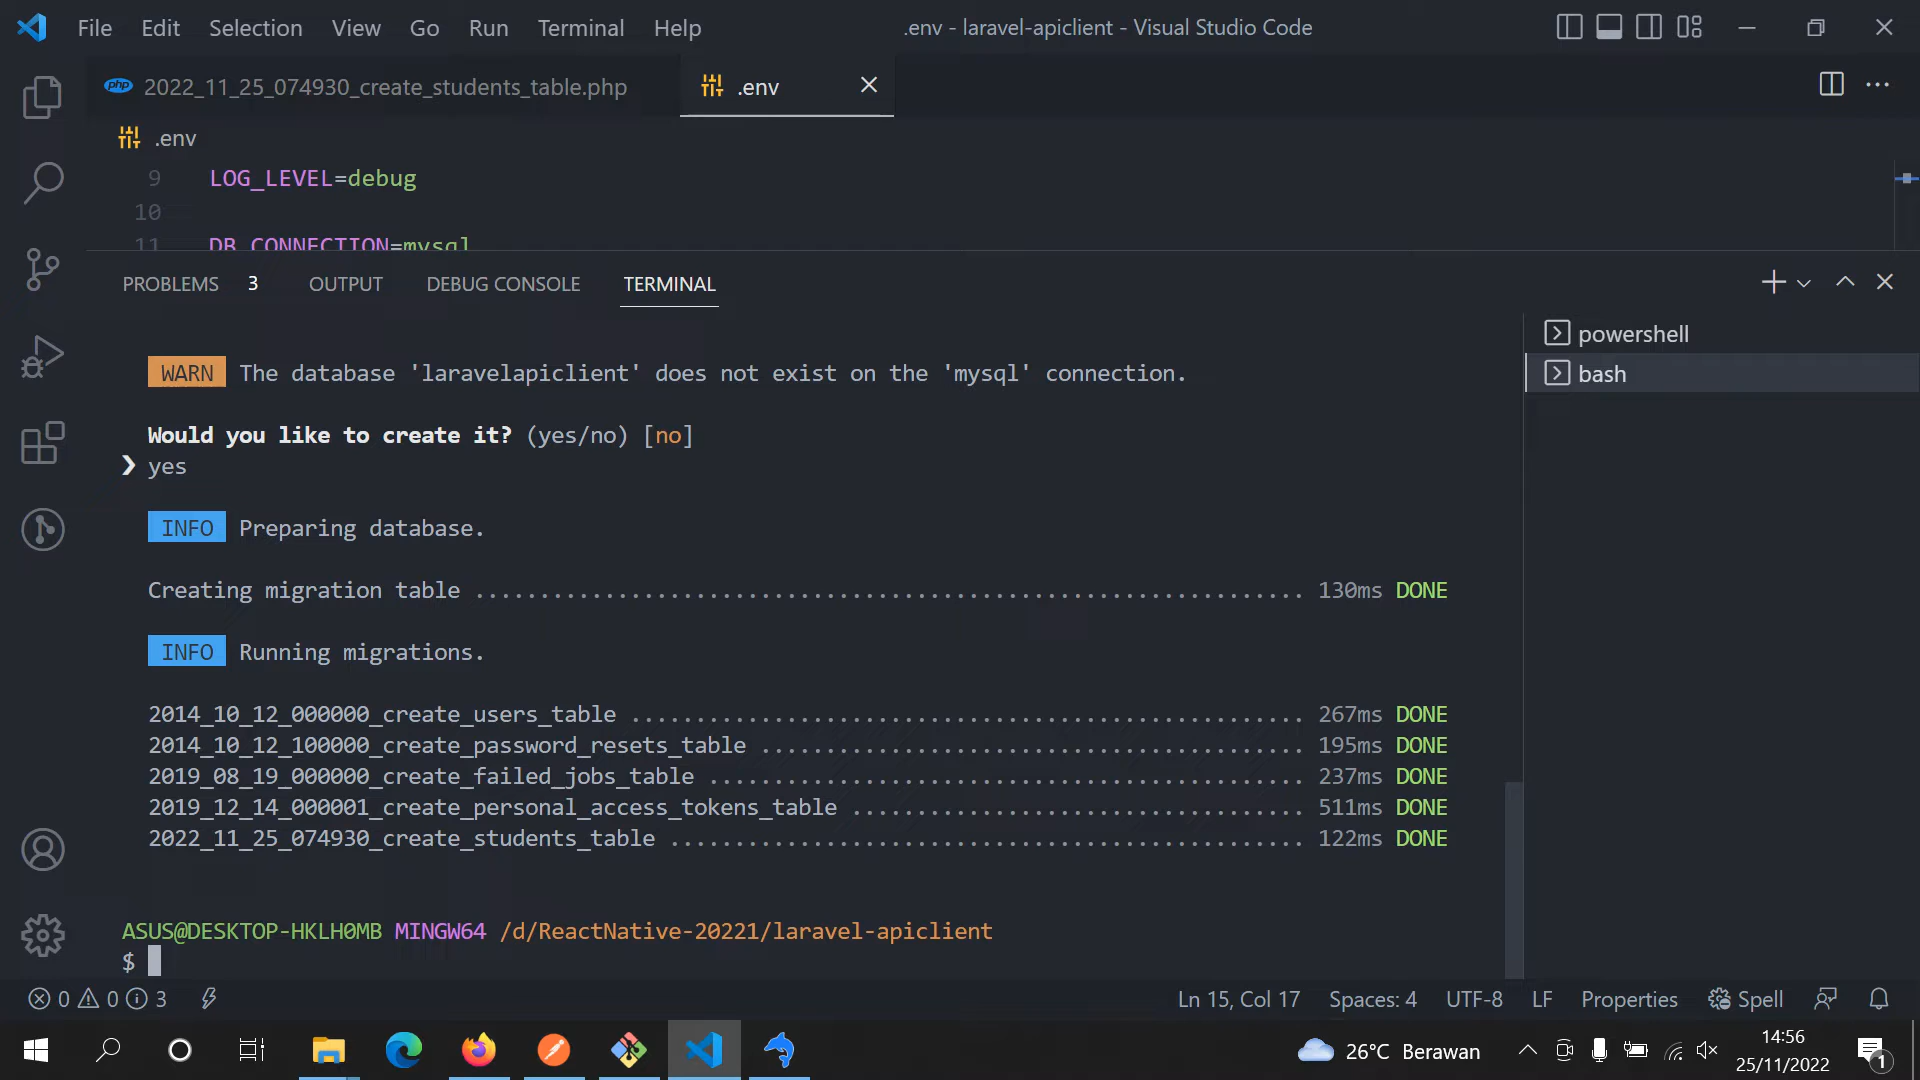 File Edit Selection View Go Run Terminal Help .env - laravel-apiclient - Visual Studio Code
php 2022_11_25_074930_create_students_table.php .env
.env
9 LOG_LEVEL=debug
10
11 DB_CONNECTION=mysql
PROBLEMS 3 OUTPUT DEBUG CONSOLE TERMINAL
powershell
bash
WARN The database 'laravelapiclient' does not exist on the 'mysql' connection.
Would you like to create it? (yes/no) [no]
❯ yes
INFO Preparing database.
Creating migration table ................................................................ 130ms DONE
INFO Running migrations.
2014_10_12_000000_create_users_table .................................................... 267ms DONE
2014_10_12_100000_create_password_resets_table .......................................... 195ms DONE
2019_08_19_000000_create_failed_jobs_table .............................................. 237ms DONE
2019_12_14_000001_create_personal_access_tokens_table ................................... 511ms DONE
2022_11_25_074930_create_students_table ................................................. 122ms DONE
ASUS@DESKTOP-HKLH0MB MINGW64 /d/ReactNative-20221/laravel-apiclient
$
0 0 3 Ln 15, Col 17 Spaces: 4 UTF-8 LF Properties Spell
26°C Berawan 14:56
25/11/2022 1